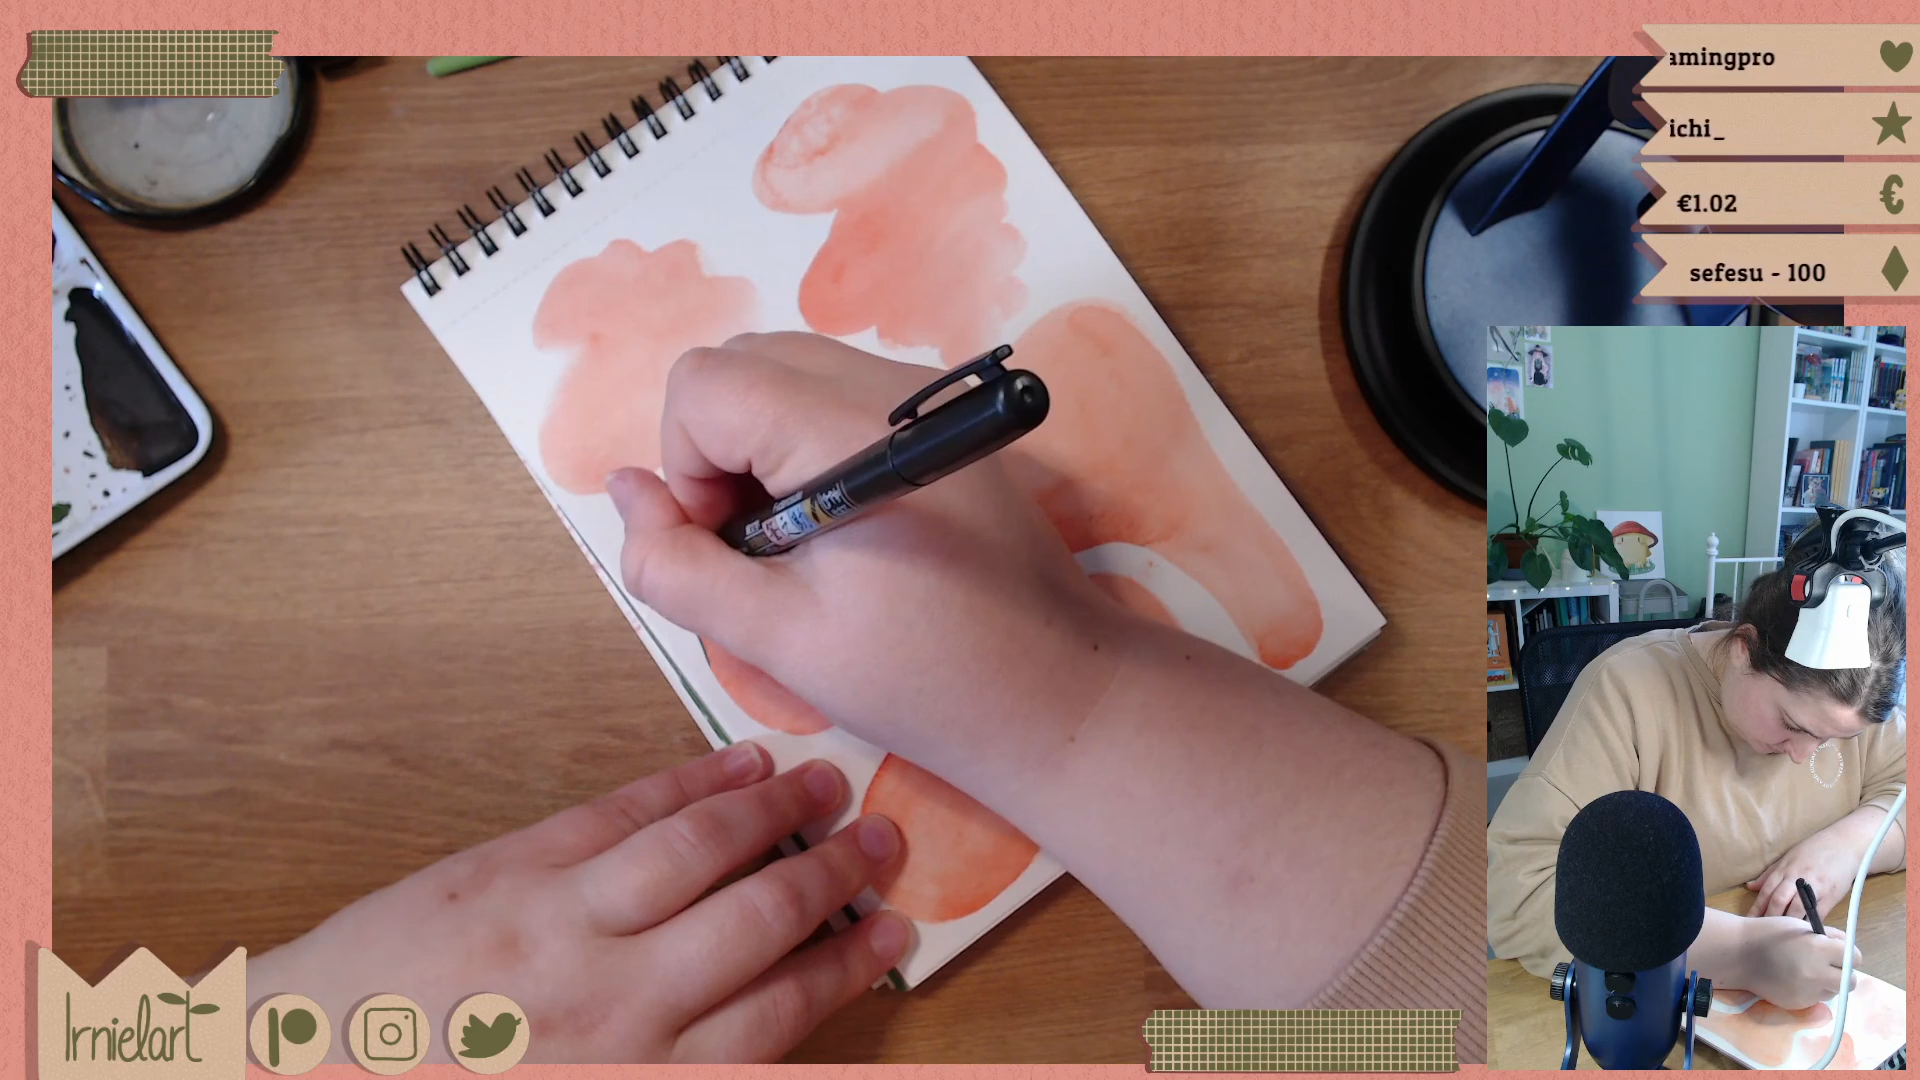 amingpro
ichi_
€1.02
sefesu - 100
Irnielart